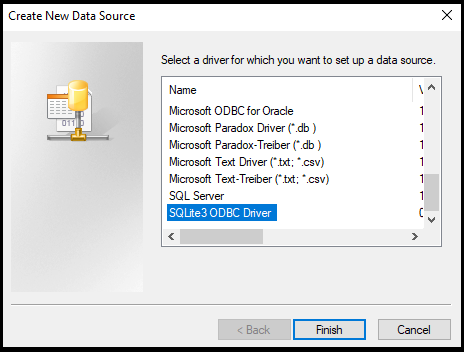 Create New Data Source
Select a driver for which you want to set up a data source.
Name
Microsoft ODBC for Oracle 1
Microsoft Paradox Driver (*.db ) 1
Microsoft Paradox-Treiber (*.db ) 1
Microsoft Text Driver (*.txt; *.csv) 1
Microsoft Text-Treiber (*.txt; *.csv) 1
SQL Server 1
SQLite3 ODBC Driver 0
01110
< Back Finish Cancel